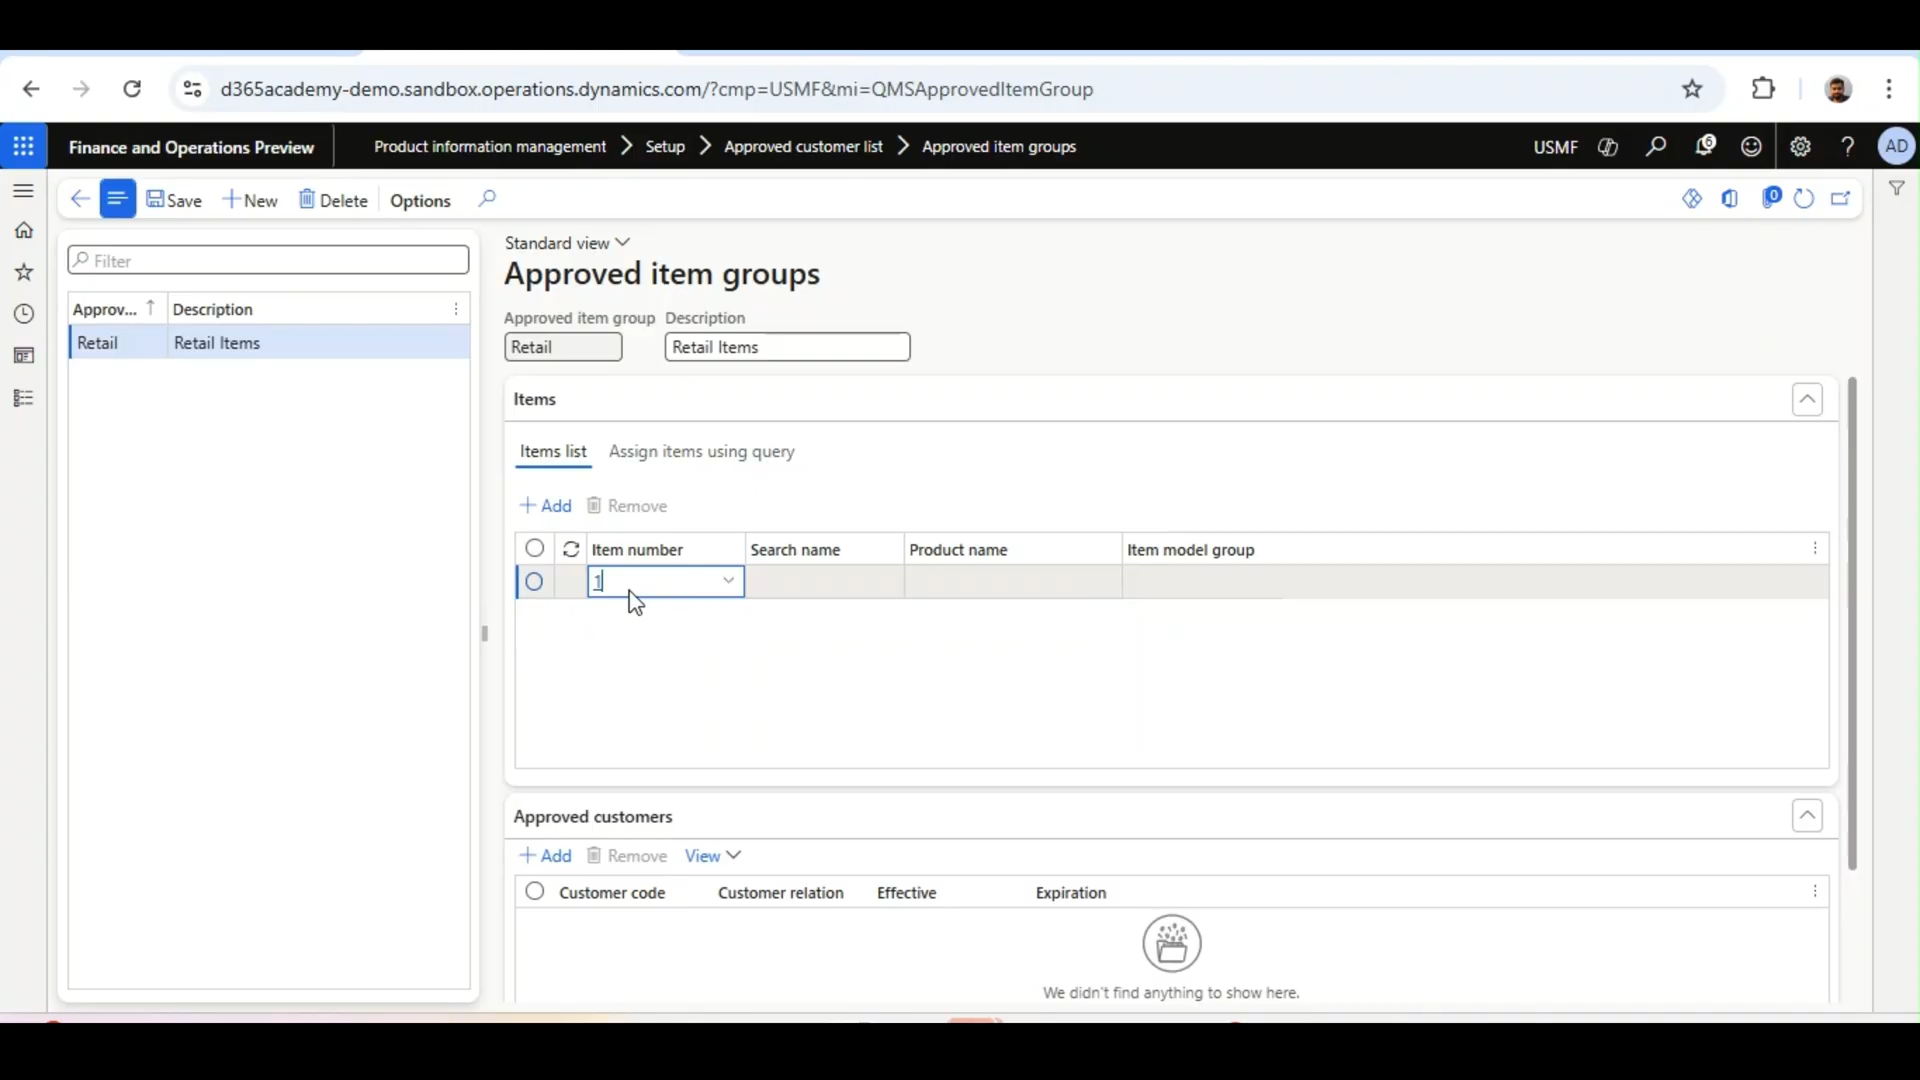 d365academy-demo.sandbox.operations.dynamics.com/?cmp=USMF&mi=QMSApprovedItemGroup
Finance and Operations Preview
Product information management > Setup > Approved customer list > Approved item groups
USMF
6
AD
Save
New
Delete
Options
0
Filter
Approv... Description
Retail Retail Items
Standard view
Approved item groups
Approved item group Description
Retail Retail Items
Items
Items list Assign items using query
Add Remove
Item number Search name Product name Item model group
1
Approved customers
Add Remove View
Customer code Customer relation Effective Expiration
We didn't find anything to show here.